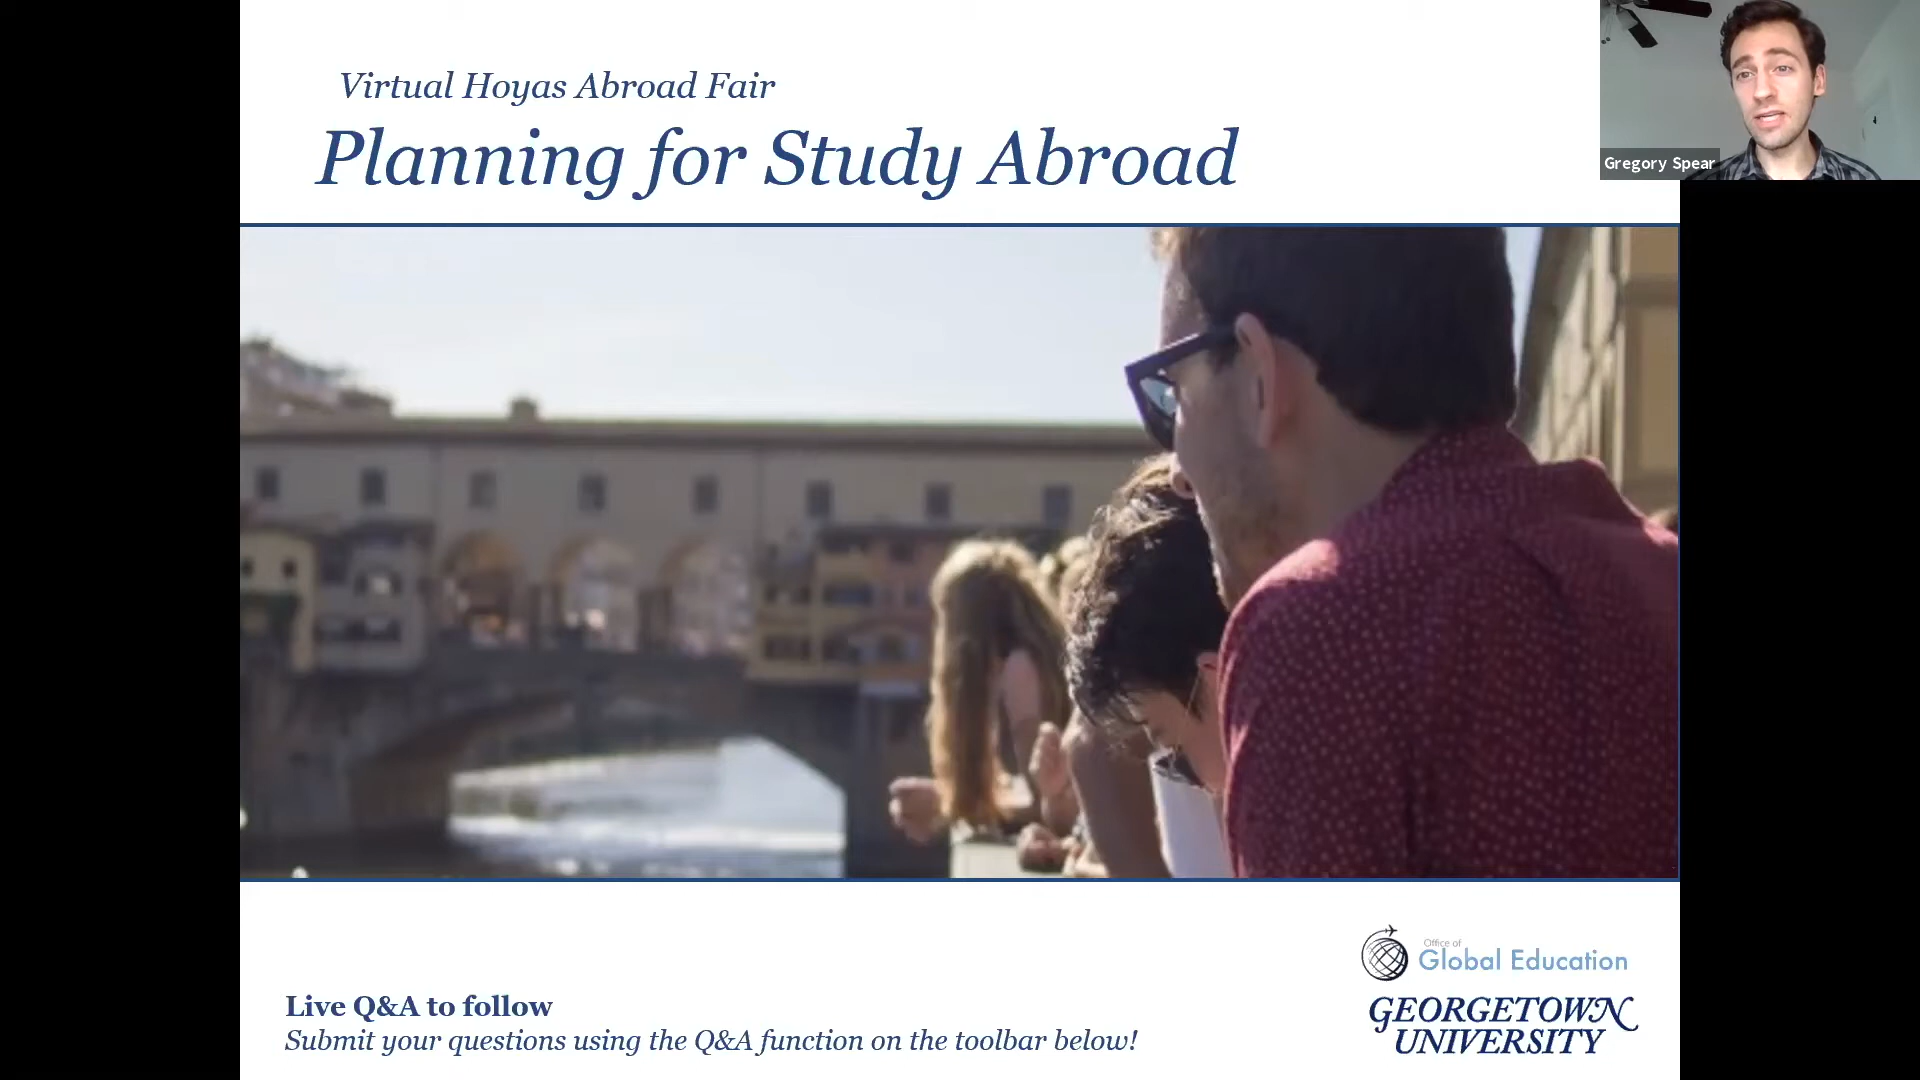 Virtual Hoyas Abroad Fair
Planning for Study Abroad
Gregory Spear
Office of
Global Education
GEORGETOWN
UNIVERSITY
Live Q&A to follow
Submit your questions using the Q&A function on the toolbar below!